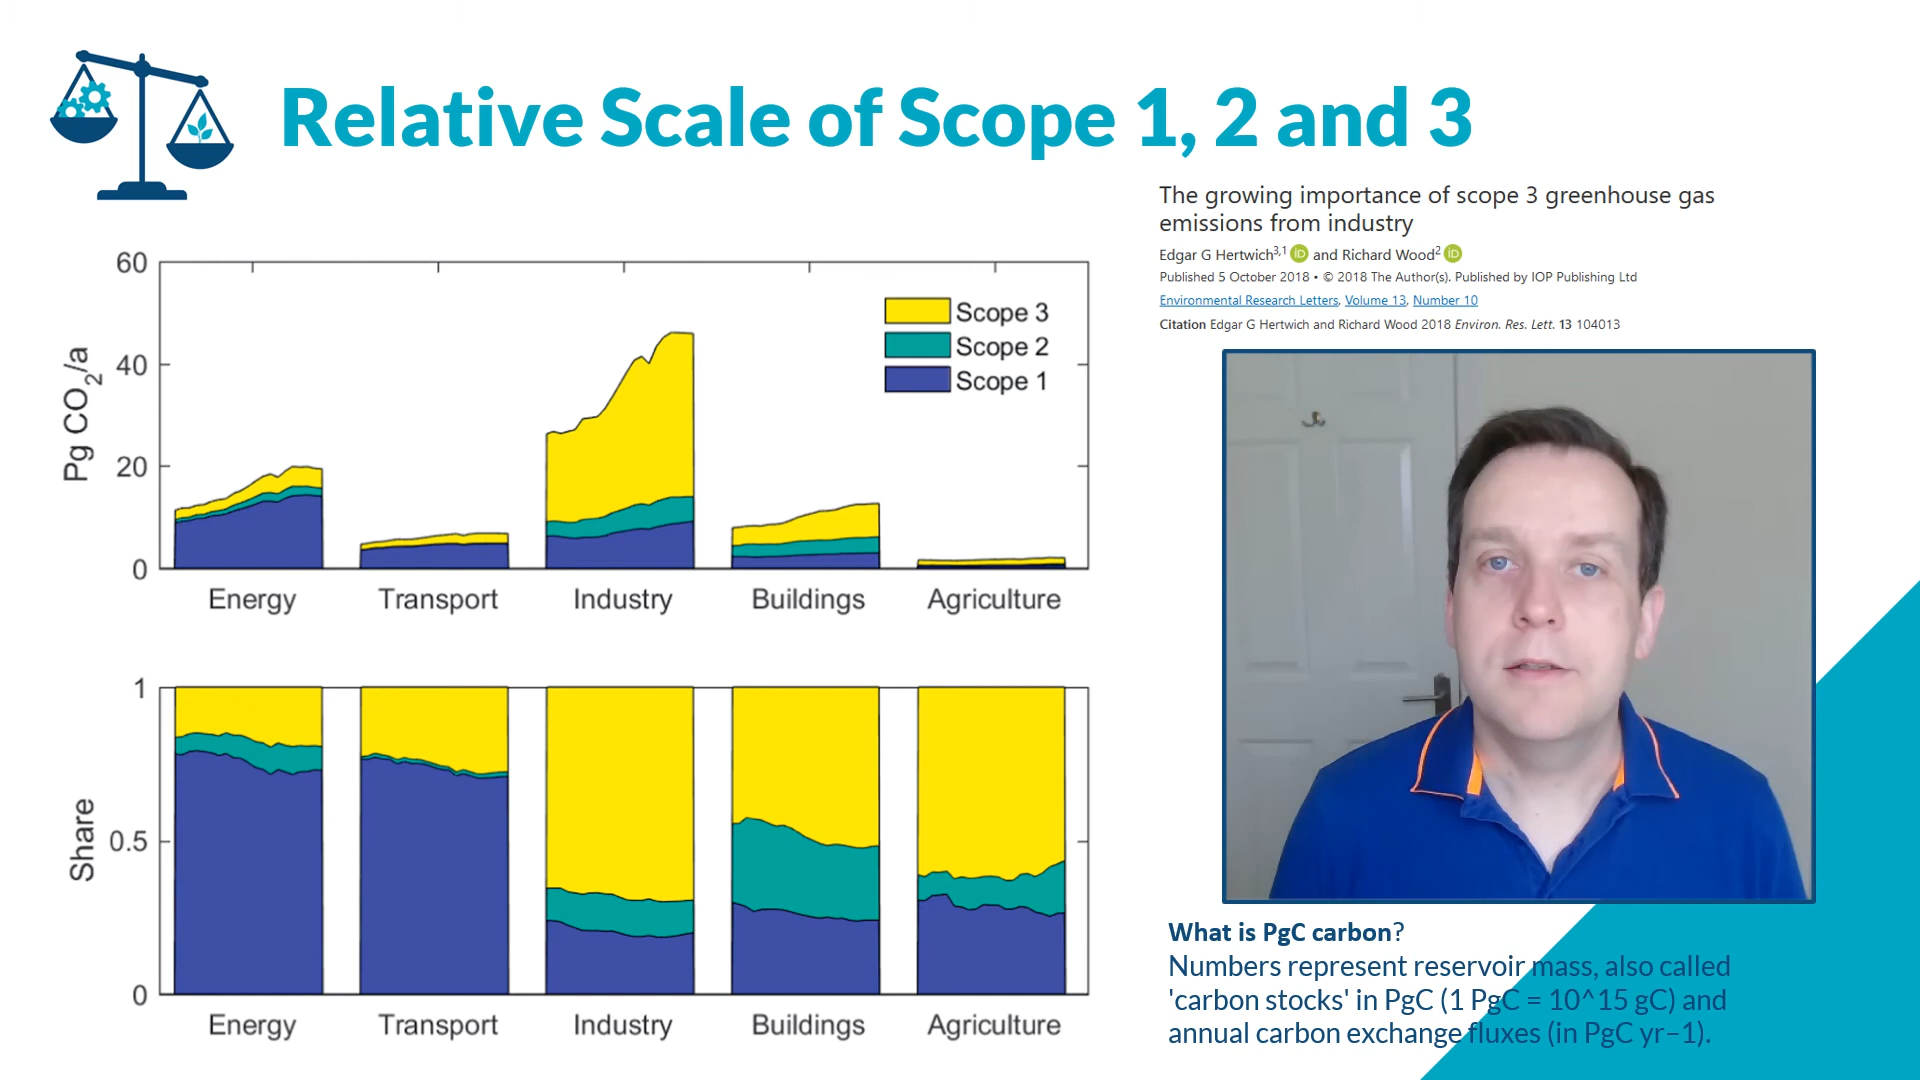 Relative Scale of Scope 1, 2 and 3
The growing importance of scope 3 greenhouse gas
emissions from industry
Edgar G Hertwich3,1 iD and Richard Wood2 iD
Published 5 October 2018 • © 2018 The Author(s). Published by IOP Publishing Ltd
Environmental Research Letters, Volume 13, Number 10
Citation Edgar G Hertwich and Richard Wood 2018 Environ. Res. Lett. 13 104013
Pg CO2/a
60
40
20
0
Scope 3
Scope 2
Scope 1
Energy Transport Industry Buildings Agriculture
Share
1
0.5
0
Energy Transport Industry Buildings Agriculture
What is PgC carbon?
Numbers represent reservoir mass, also called
'carbon stocks' in PgC (1 PgC = 10^15 gC) and
annual carbon exchange fluxes (in PgC yr−1).